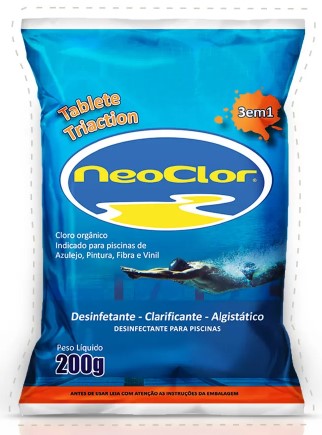 Tablete
Triaction
3em1
NeoClor®
Cloro orgânico
Indicado para piscinas de
Azulejo, Pintura, Fibra e Vinil
Desinfetante - Clarificante - Algistático
DESINFECTANTE PARA PISCINAS
Peso Líquido
200g
ANTES DE USAR LEIA COM ATENÇÃO AS INSTRUÇÕES DA EMBALAGEM